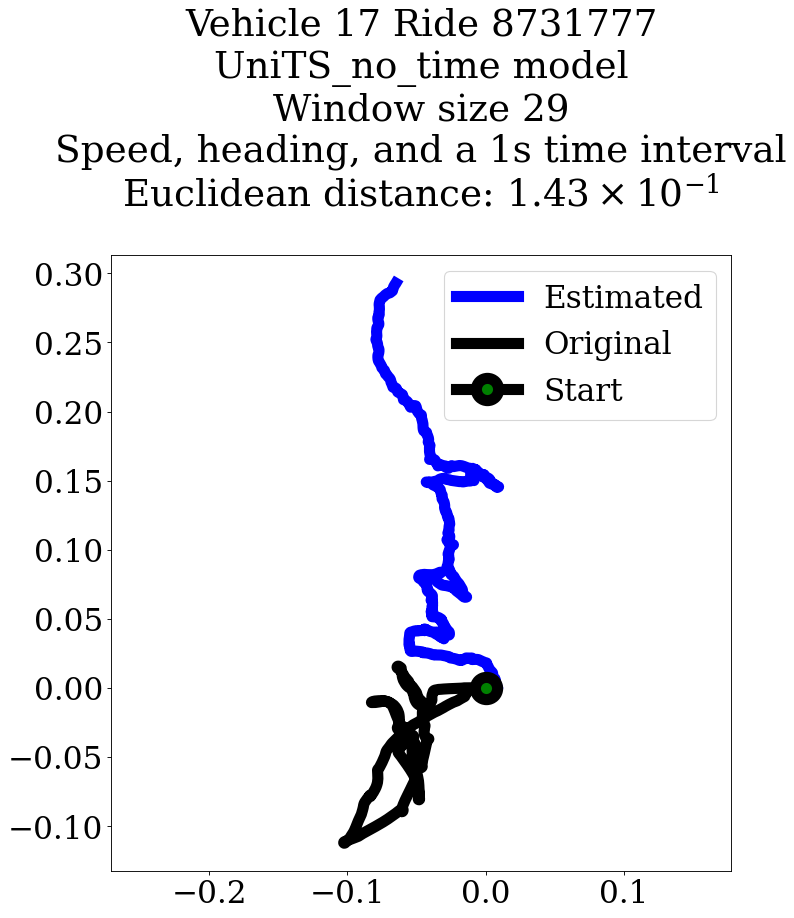 Vehicle 17 Ride 8731777
UniTS_no_time model
Window size 29
Speed, heading, and a 1s time interval
Euclidean distance: 1.43 × 10⁻¹
Estimated
Original
Start
0.30
0.25
0.20
0.15
0.10
0.05
0.00
−0.05
−0.10
−0.2 −0.1 0.0 0.1